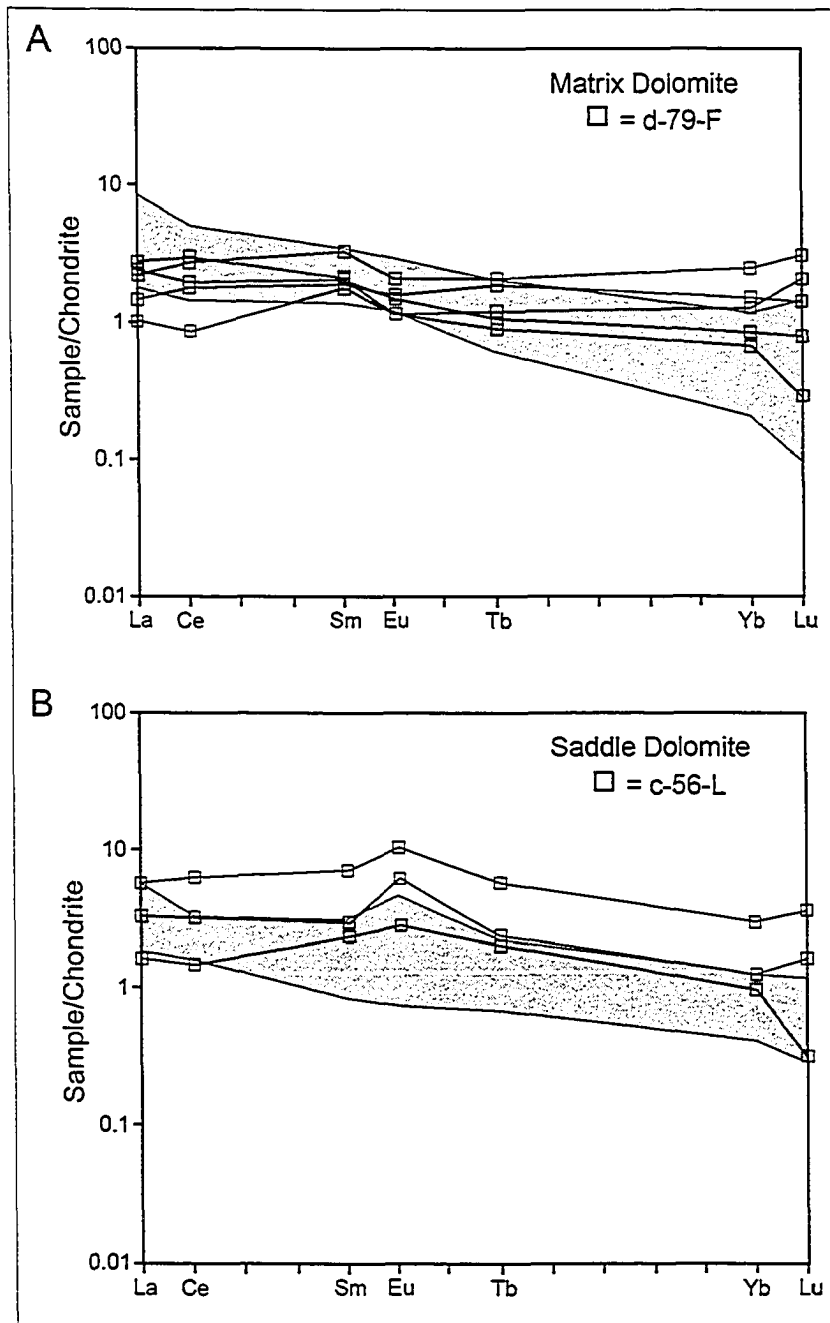 A
100
10
1
0.1
0.01
Sample/Chondrite
Matrix Dolomite
□ = d-79-F
La Ce Sm Eu Tb Yb Lu
B
100
10
1
0.1
0.01
Sample/Chondrite
Saddle Dolomite
□ = c-56-L
La Ce Sm Eu Tb Yb Lu